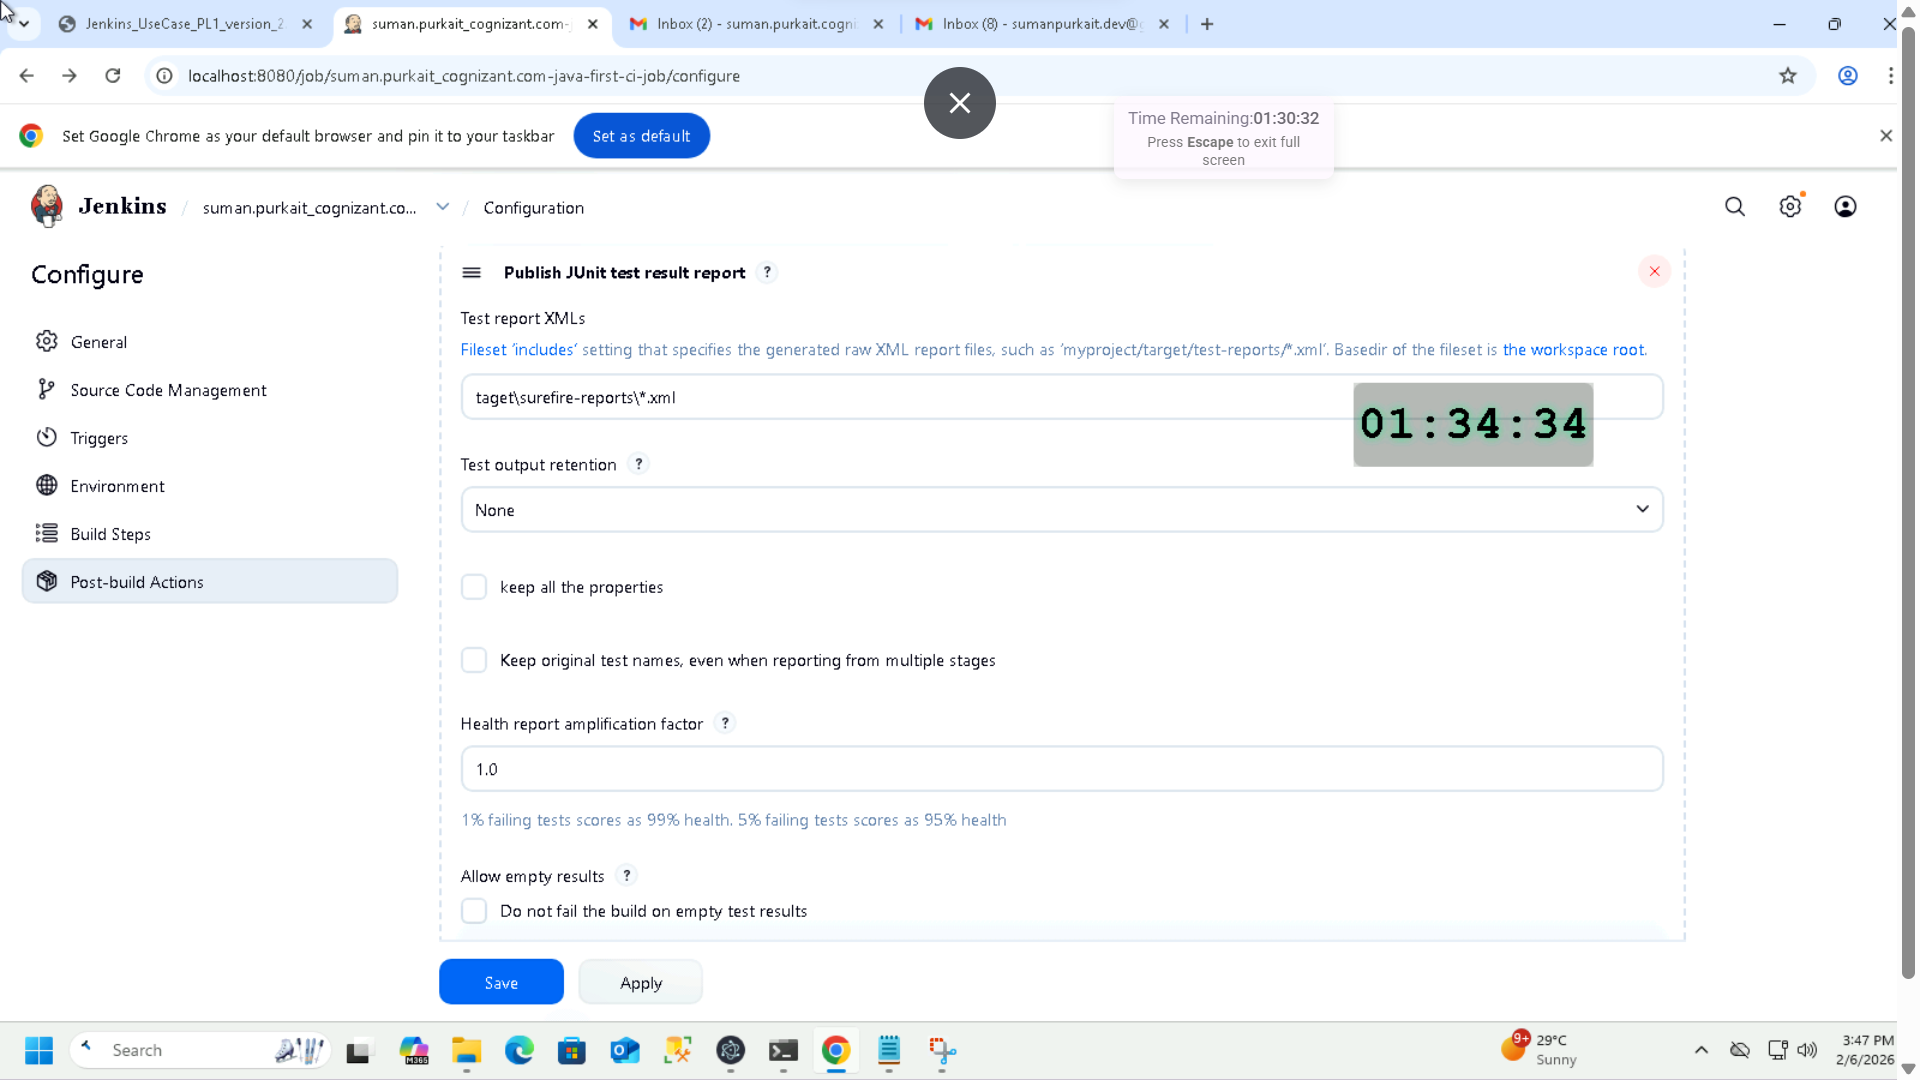 Jenkins_UseCase_PL1_version_2
suman.purkait_cognizant.com-j
Inbox (2) - suman.purkait.cogni
Inbox (8) - sumanpurkait.dev@g
localhost:8080/job/suman.purkait_cognizant.com-java-first-ci-job/configure
Set Google Chrome as your default browser and pin it to your taskbar
Set as default
Time Remaining:01:30:32
Press Escape to exit full
screen
Jenkins / suman.purkait_cognizant.co... / Configuration
Configure
General
Source Code Management
Triggers
Environment
Build Steps
Post-build Actions
Publish JUnit test result report ?
Test report XMLs
Fileset 'includes' setting that specifies the generated raw XML report files, such as 'myproject/target/test-reports/*.xml'. Basedir of the fileset is the workspace root.
taget\surefire-reports\*.xml
01:34:34
Test output retention ?
None
keep all the properties
Keep original test names, even when reporting from multiple stages
Health report amplification factor ?
1.0
1% failing tests scores as 99% health. 5% failing tests scores as 95% health
Allow empty results ?
Do not fail the build on empty test results
Save
Apply
Search
M365
9+
29°C
Sunny
3:47 PM
2/6/2026